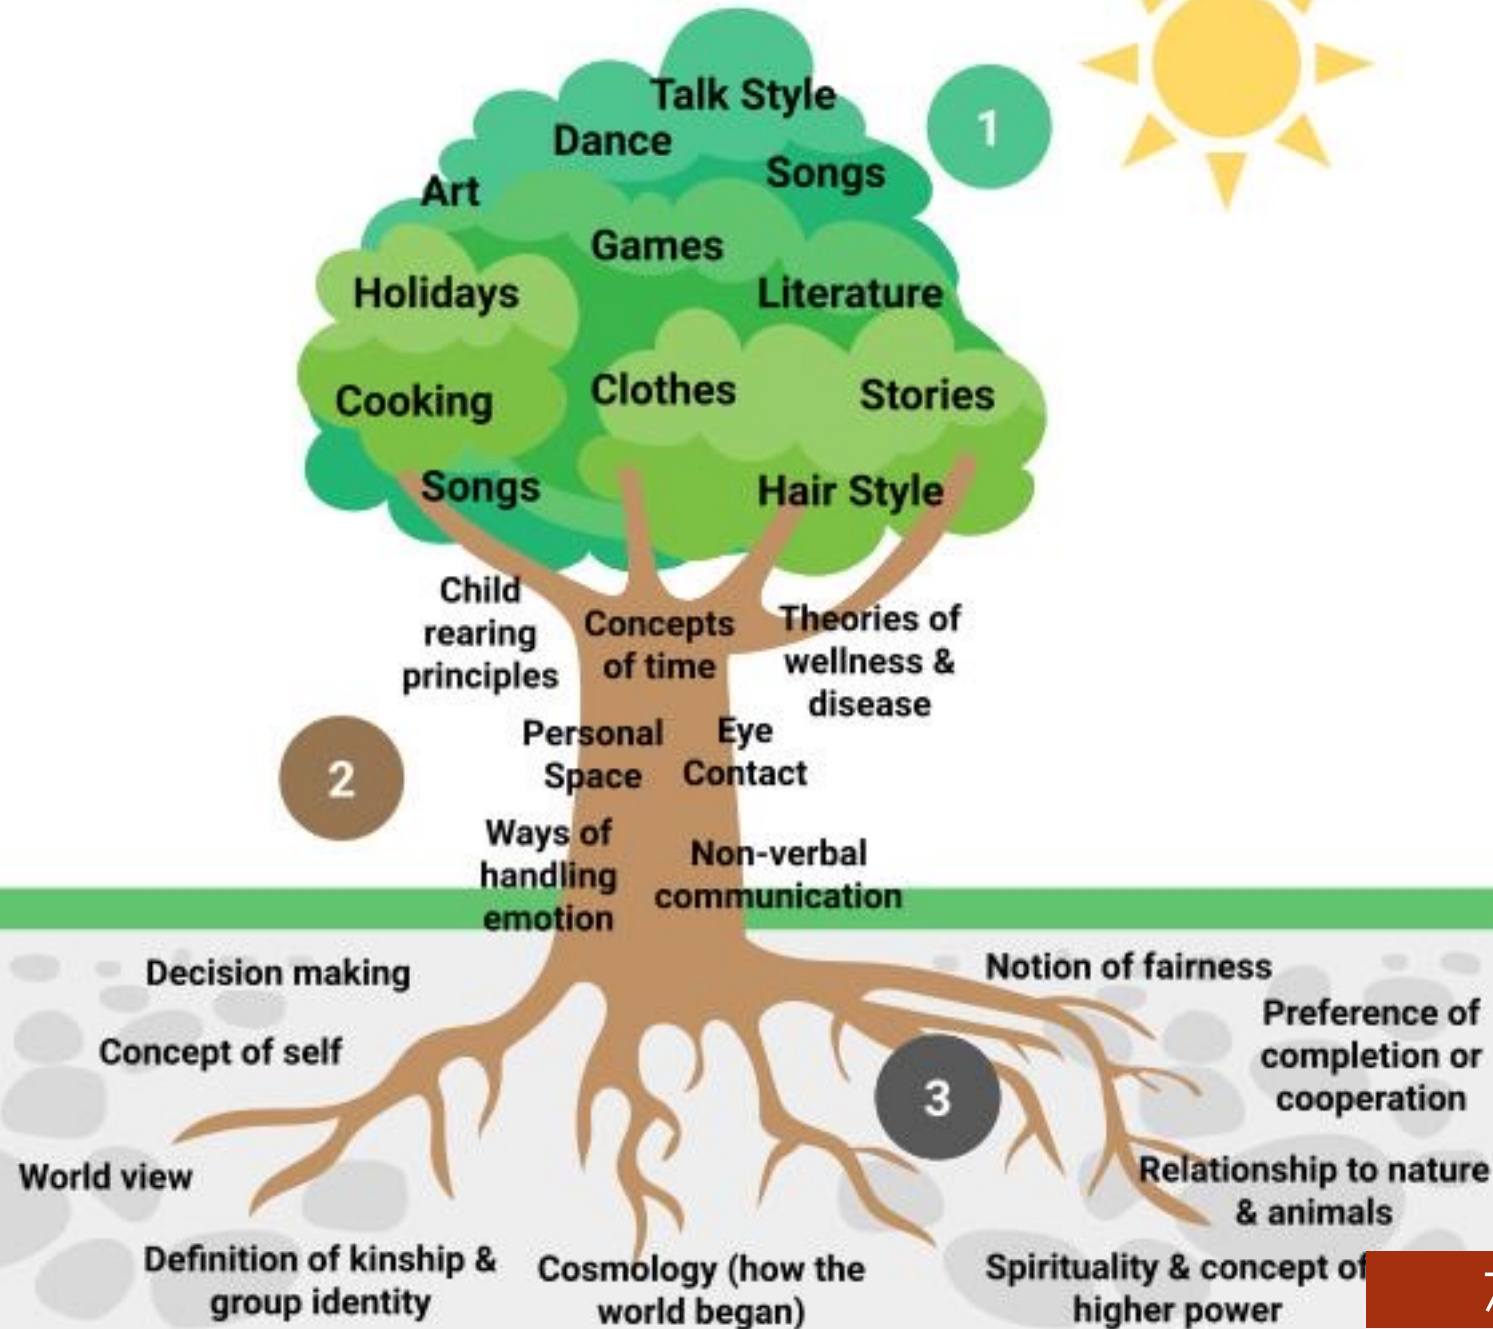 Talk Style
Dance
Songs
Art
1
Games
Holidays
Literature
Cooking
Clothes
Stories
Songs
Hair Style
Child
rearing
principles
Concepts
of time
Theories of
wellness &
disease
Personal
Space
Eye
Contact
2
Ways of
handling
emotion
Non-verbal
communication
Decision making
Notion of fairness
Concept of self
Preference of
completion or
cooperation
3
World view
Relationship to nature
& animals
Definition of kinship &
group identity
Cosmology (how the
world began)
Spirituality & concept of
higher power